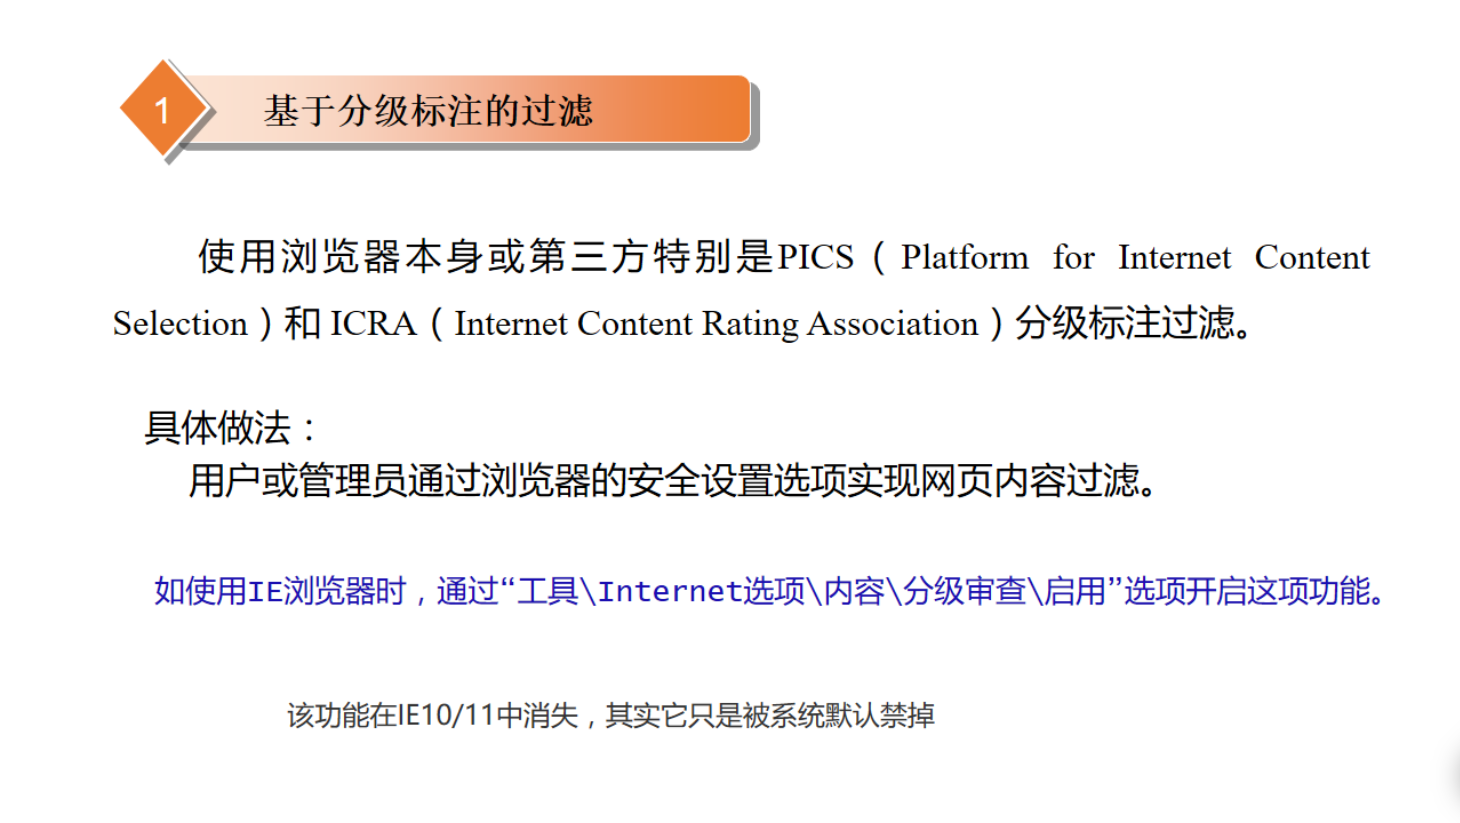 1
基于分级标注的过滤
使用浏览器本身或第三方特别是PICS（Platform for Internet Content
Selection）和 ICRA（Internet Content Rating Association）分级标注过滤。
具体做法：
用户或管理员通过浏览器的安全设置选项实现网页内容过滤。
如使用IE浏览器时，通过“工具\Internet选项\内容\分级审查\启用”选项开启这项功能。
该功能在IE10/11中消失，其实它只是被系统默认禁掉